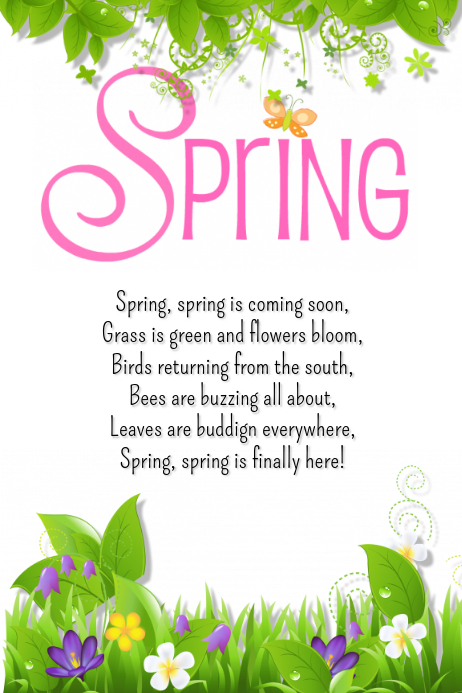 Spring
Spring, spring is coming soon,
Grass is green and flowers bloom,
Birds returning from the south,
Bees are buzzing all about,
Leaves are buddign everywhere,
Spring, spring is finally here!